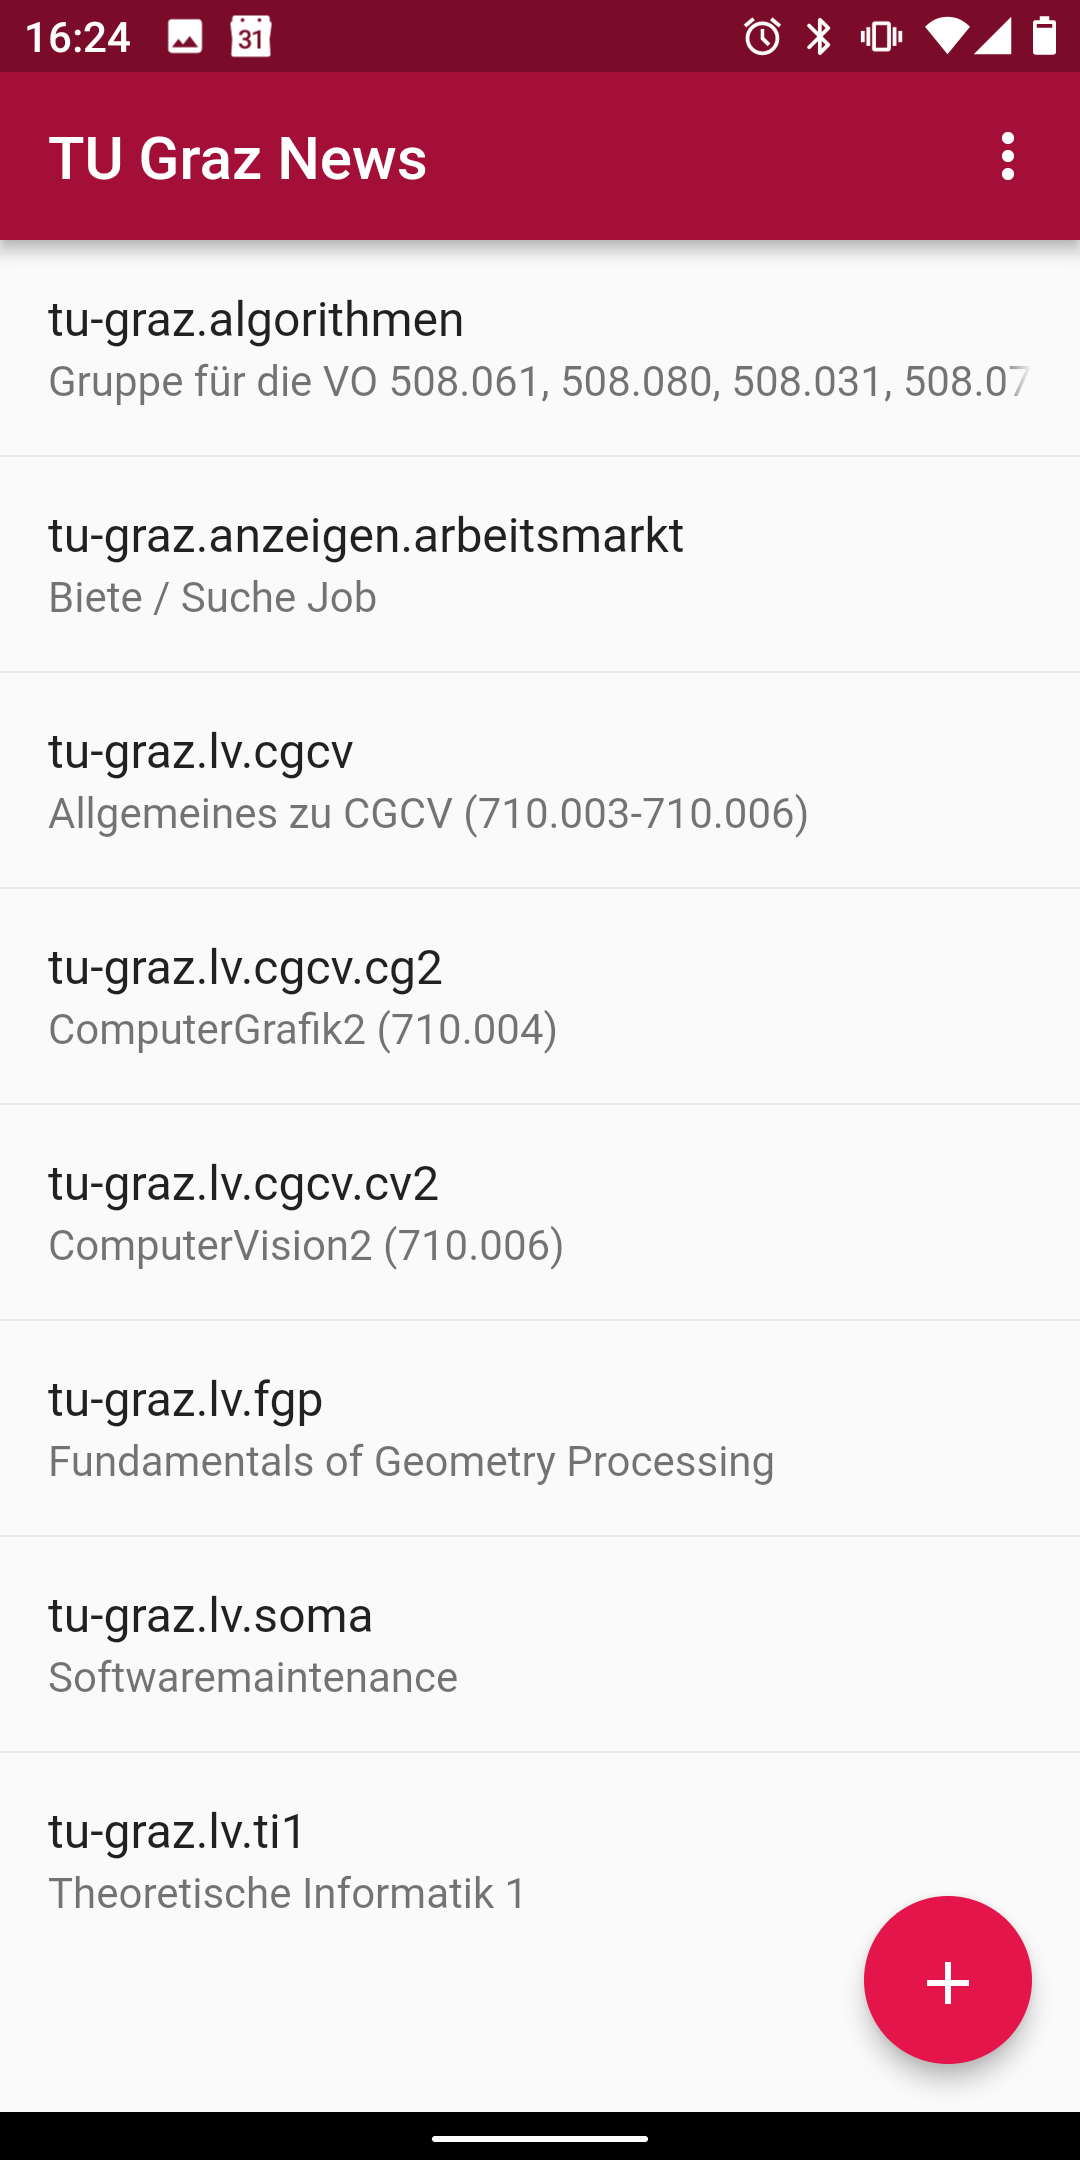 16:24 31
TU Graz News
tu-graz.algorithmen
Gruppe für die VO 508.061, 508.080, 508.031, 508.07
tu-graz.anzeigen.arbeitsmarkt
Biete / Suche Job
tu-graz.lv.cgcv
Allgemeines zu CGCV (710.003-710.006)
tu-graz.lv.cgcv.cg2
ComputerGrafik2 (710.004)
tu-graz.lv.cgcv.cv2
ComputerVision2 (710.006)
tu-graz.lv.fgp
Fundamentals of Geometry Processing
tu-graz.lv.soma
Softwaremaintenance
tu-graz.lv.ti1
Theoretische Informatik 1